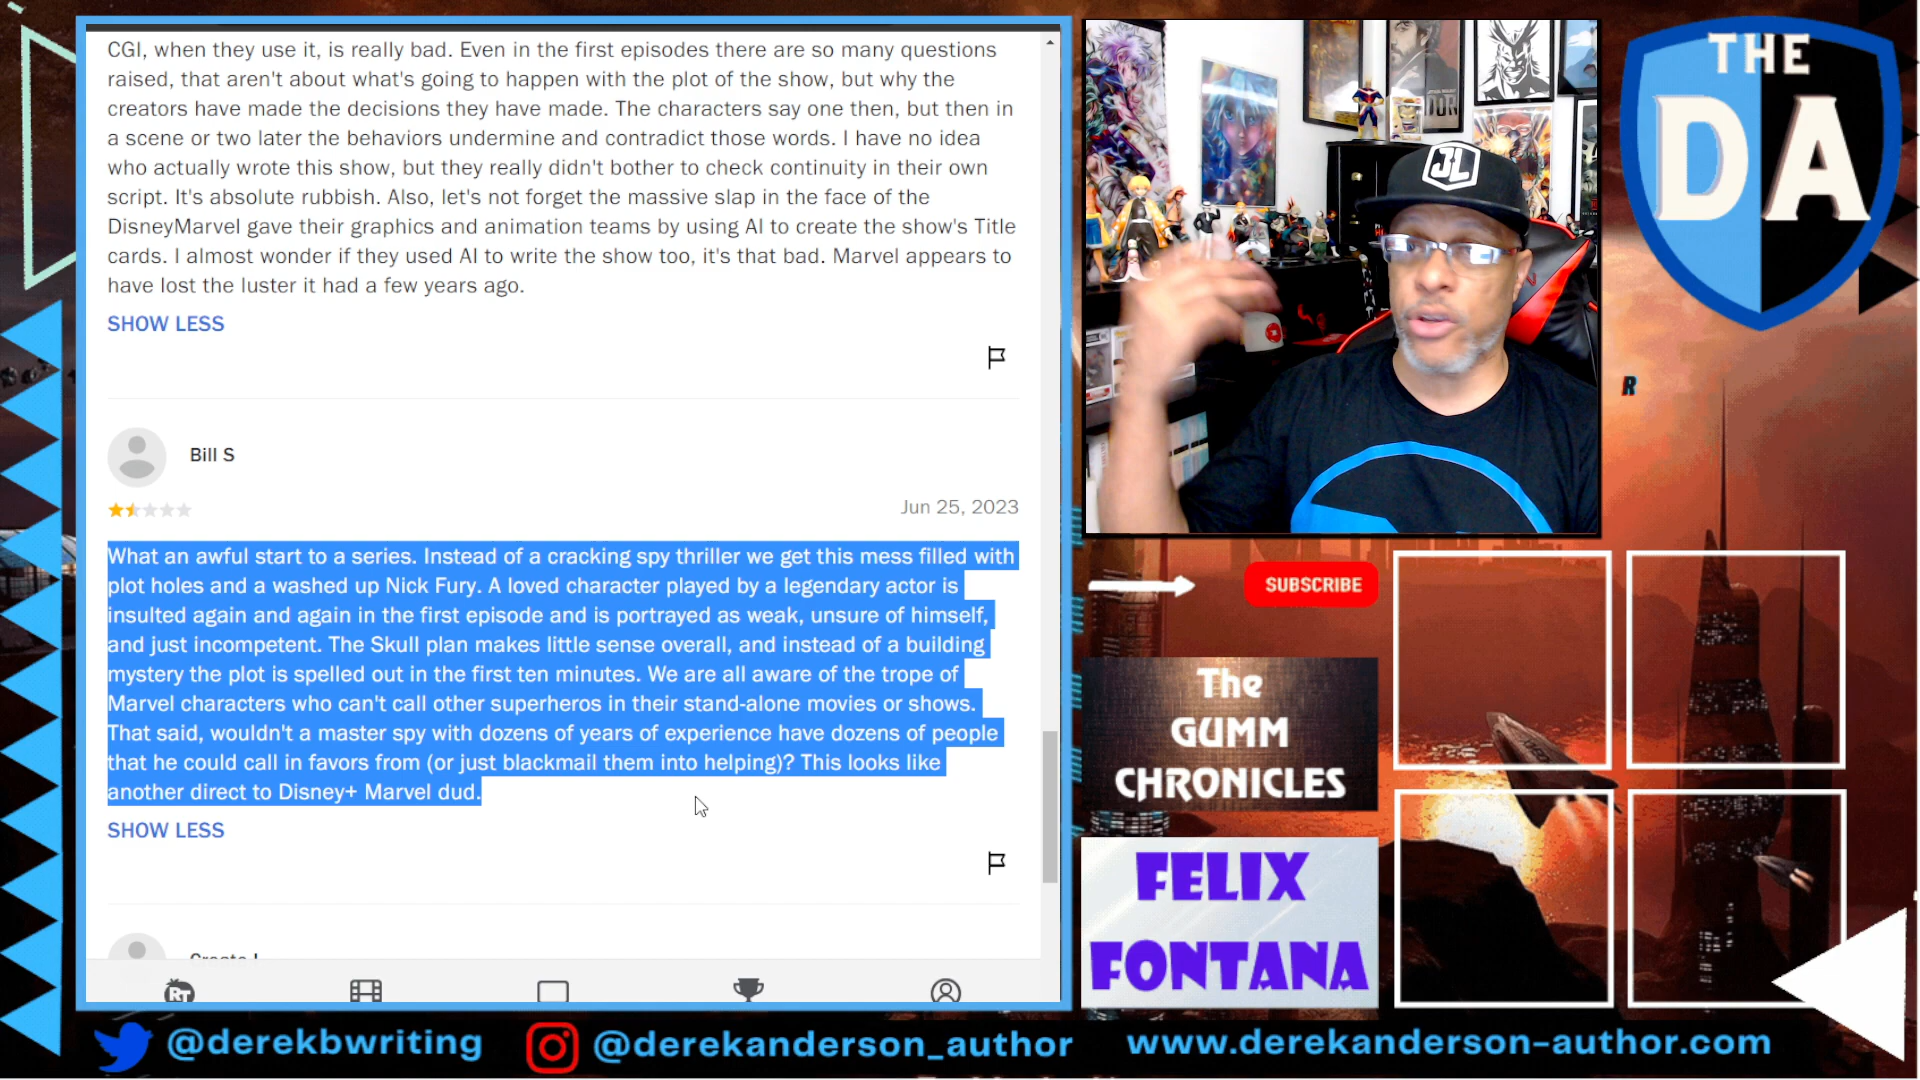 CGI, when they use it, is really bad. Even in the first episodes there are so many questions
raised, that aren't about what's going to happen with the plot of the show, but why the
creators have made the decisions they have made. The characters say one then, but then in
a scene or two later the behaviors undermine and contradict those words. I have no idea
who actually wrote this show, but they really didn't bother to check continuity in their own
script. It's absolute rubbish. Also, let's not forget the massive slap in the face of the
DisneyMarvel gave their graphics and animation teams by using AI to create the show's Title
cards. I almost wonder if they used AI to write the show too, it's that bad. Marvel appears to
have lost the luster it had a few years ago.
SHOW LESS
Bill S
Jun 25, 2023
What an awful start to a series. Instead of a cracking spy thriller we get this mess filled with
plot holes and a washed up Nick Fury. A loved character played by a legendary actor is
insulted again and again in the first episode and is portrayed as weak, unsure of himself,
and just incompetent. The Skull plan makes little sense overall, and instead of a building
mystery the plot is spelled out in the first ten minutes. We are all aware of the trope of
Marvel characters who can't call other superheros in their stand-alone movies or shows.
That said, wouldn't a master spy with dozens of years of experience have dozens of people
that he could call in favors from (or just blackmail them into helping)? This looks like
another direct to Disney+ Marvel dud.
SHOW LESS
RT
JL
THE
DA
R
SUBSCRIBE
The
GUMM
CHRONICLES
FELIX
FONTANA
@derekbwriting
@derekanderson_author
www.derekanderson-author.com